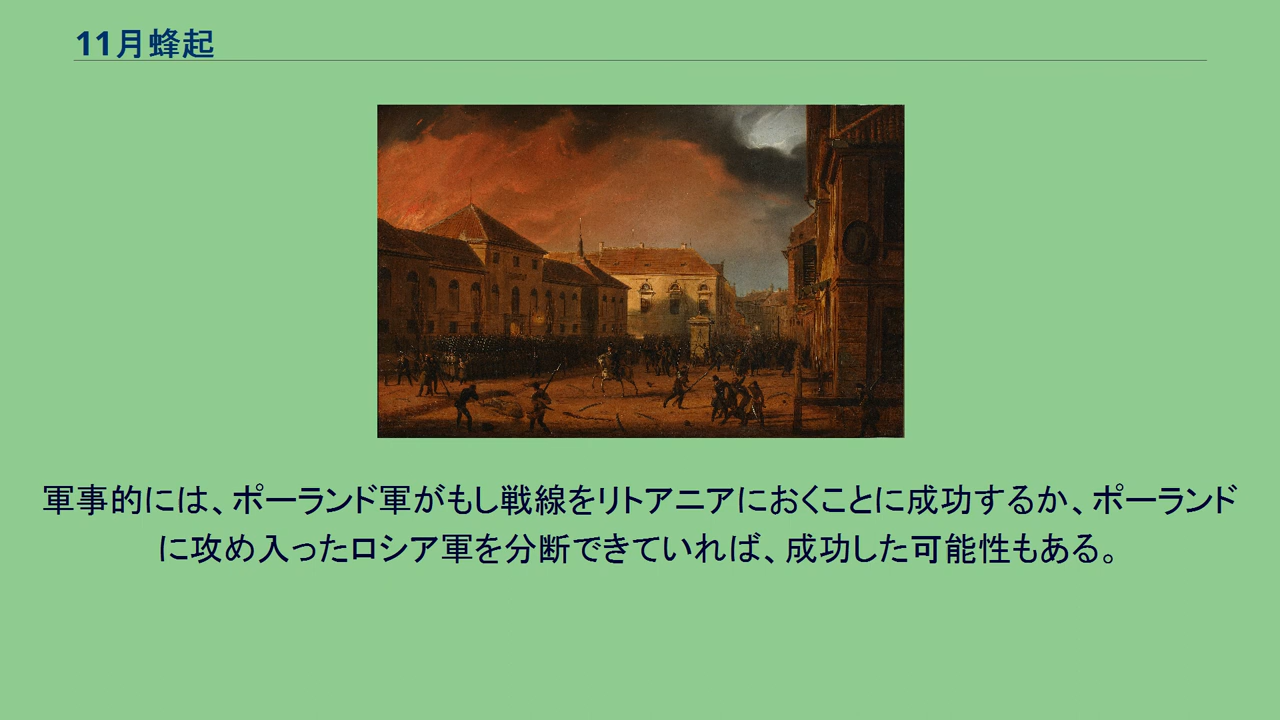 11月蜂起
軍事的には、ポーランド軍がもし戦線をリトアニアにおくことに成功するか、ポーランド
に攻め入ったロシア軍を分断できていれば、成功した可能性もある。